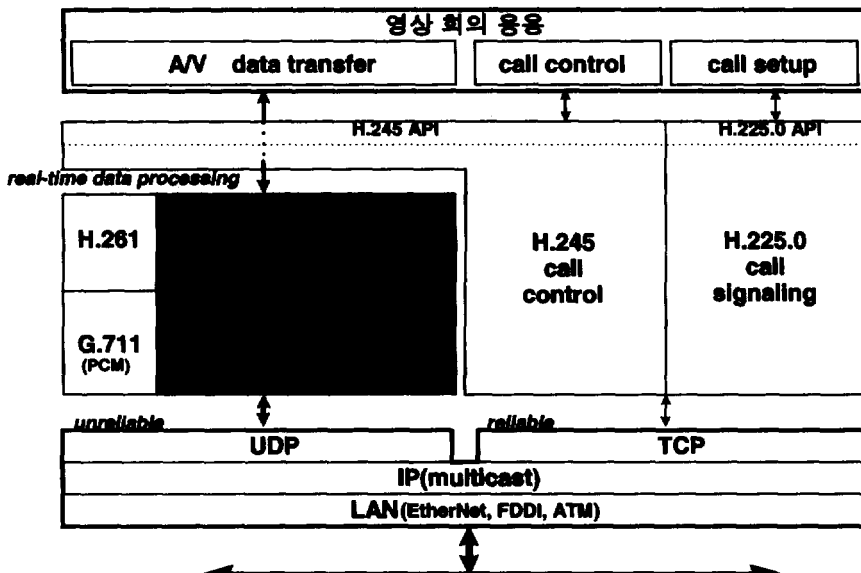 영상 회의 응용
A/V data transfer
call control
call setup
H.245 API
H.225.0 API
real-time data processing
H.261
G.711
(PCM)
H.245
call
control
H.225.0
call
signaling
unreliable
reliable
UDP
TCP
IP(multicast)
LAN(EtherNet, FDDI, ATM)